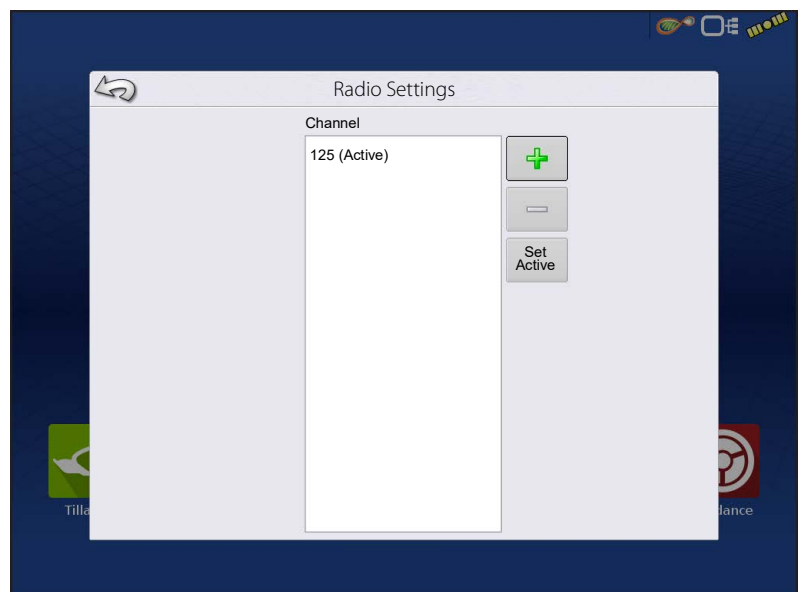 Radio Settings
Channel
125 (Active)
Set
Active
Tilla
dance